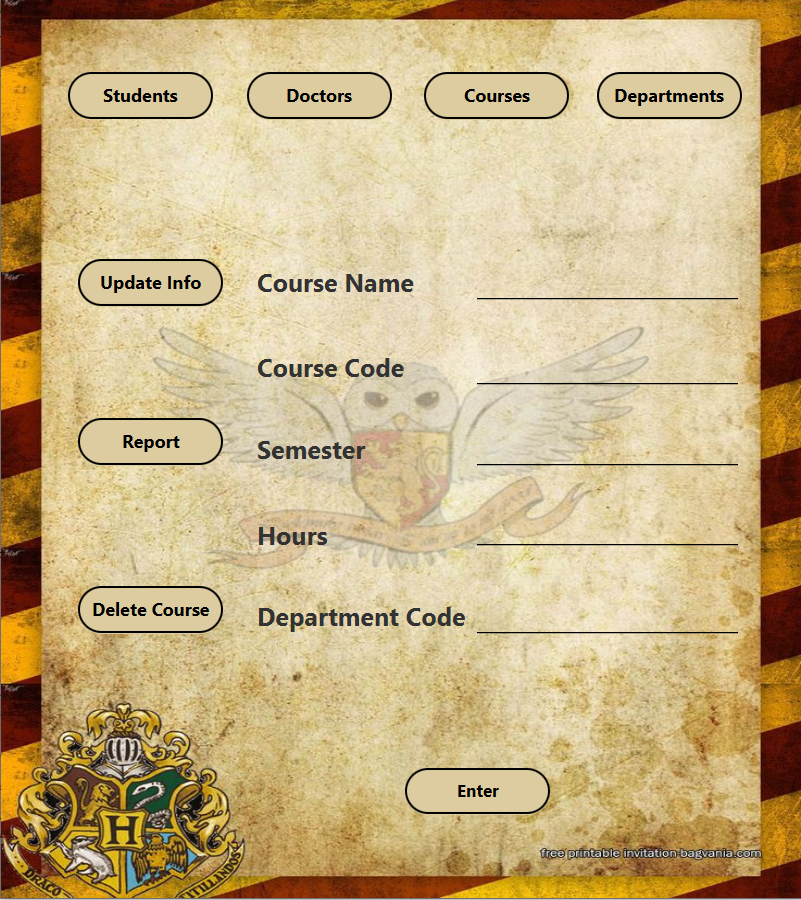 Students Doctors Courses Departments
Update Info Course Name
Course Code
Report Semester
Hours
Delete Course Department Code
H
Enter
free printable invitation-bagvania.com
DRACO TITILLANDUS